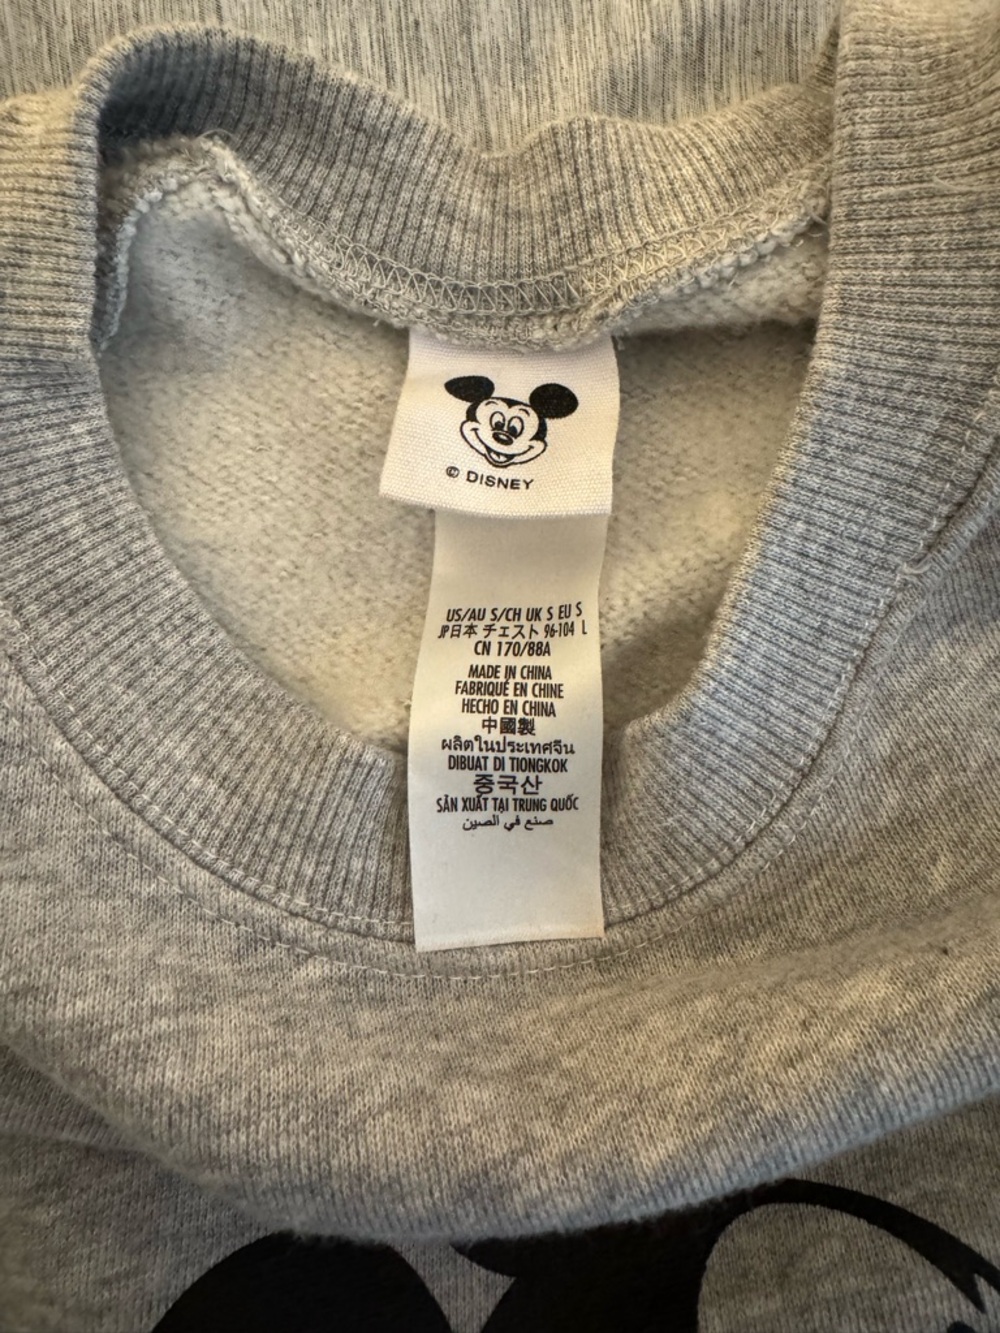 © DISNEY
US/AU S/CH UK S EU S
JP日本 チェスト 96-104 L
CN 170/88A
MADE IN CHINA
FABRIQUÉ EN CHINE
HECHO EN CHINA
中國製
ผลิตในประเทศจีน
DIBUAT DI TIONGKOK
중국산
SẢN XUẤT TẠI TRUNG QUỐC
صنع في الصين